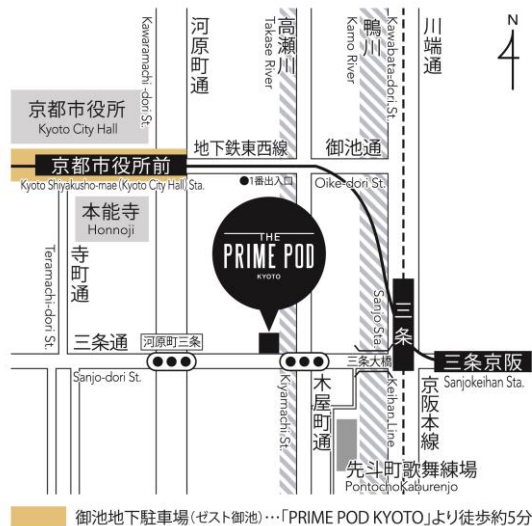 Kawaramachi-dori St.
河原町通
高瀬川
Takase River
鴨川
Kamo River
Kawabata-dori St.
川端通
N
京都市役所
Kyoto City Hall
地下鉄東西線
御池通
京都市役所前
Kyoto Shiyakusho-mae (Kyoto City Hall) Sta.
●1番出入口
Oike-dori St.
本能寺
Honnoji
THE
PRIME POD
KYOTO
寺町通
Teramachi-dori St.
Sanjo Sta.
三条
三条通
河原町三条
三条大橋
三条京阪
Sanjokeihan Sta.
Sanjo-dori St.
Kiyamachi St.
木屋町通
Keihan Line
京阪本線
先斗町歌舞練場
PontochoKaburenjo
御池地下駐車場(ゼスト御池)…「PRIME POD KYOTO」より徒歩約5分